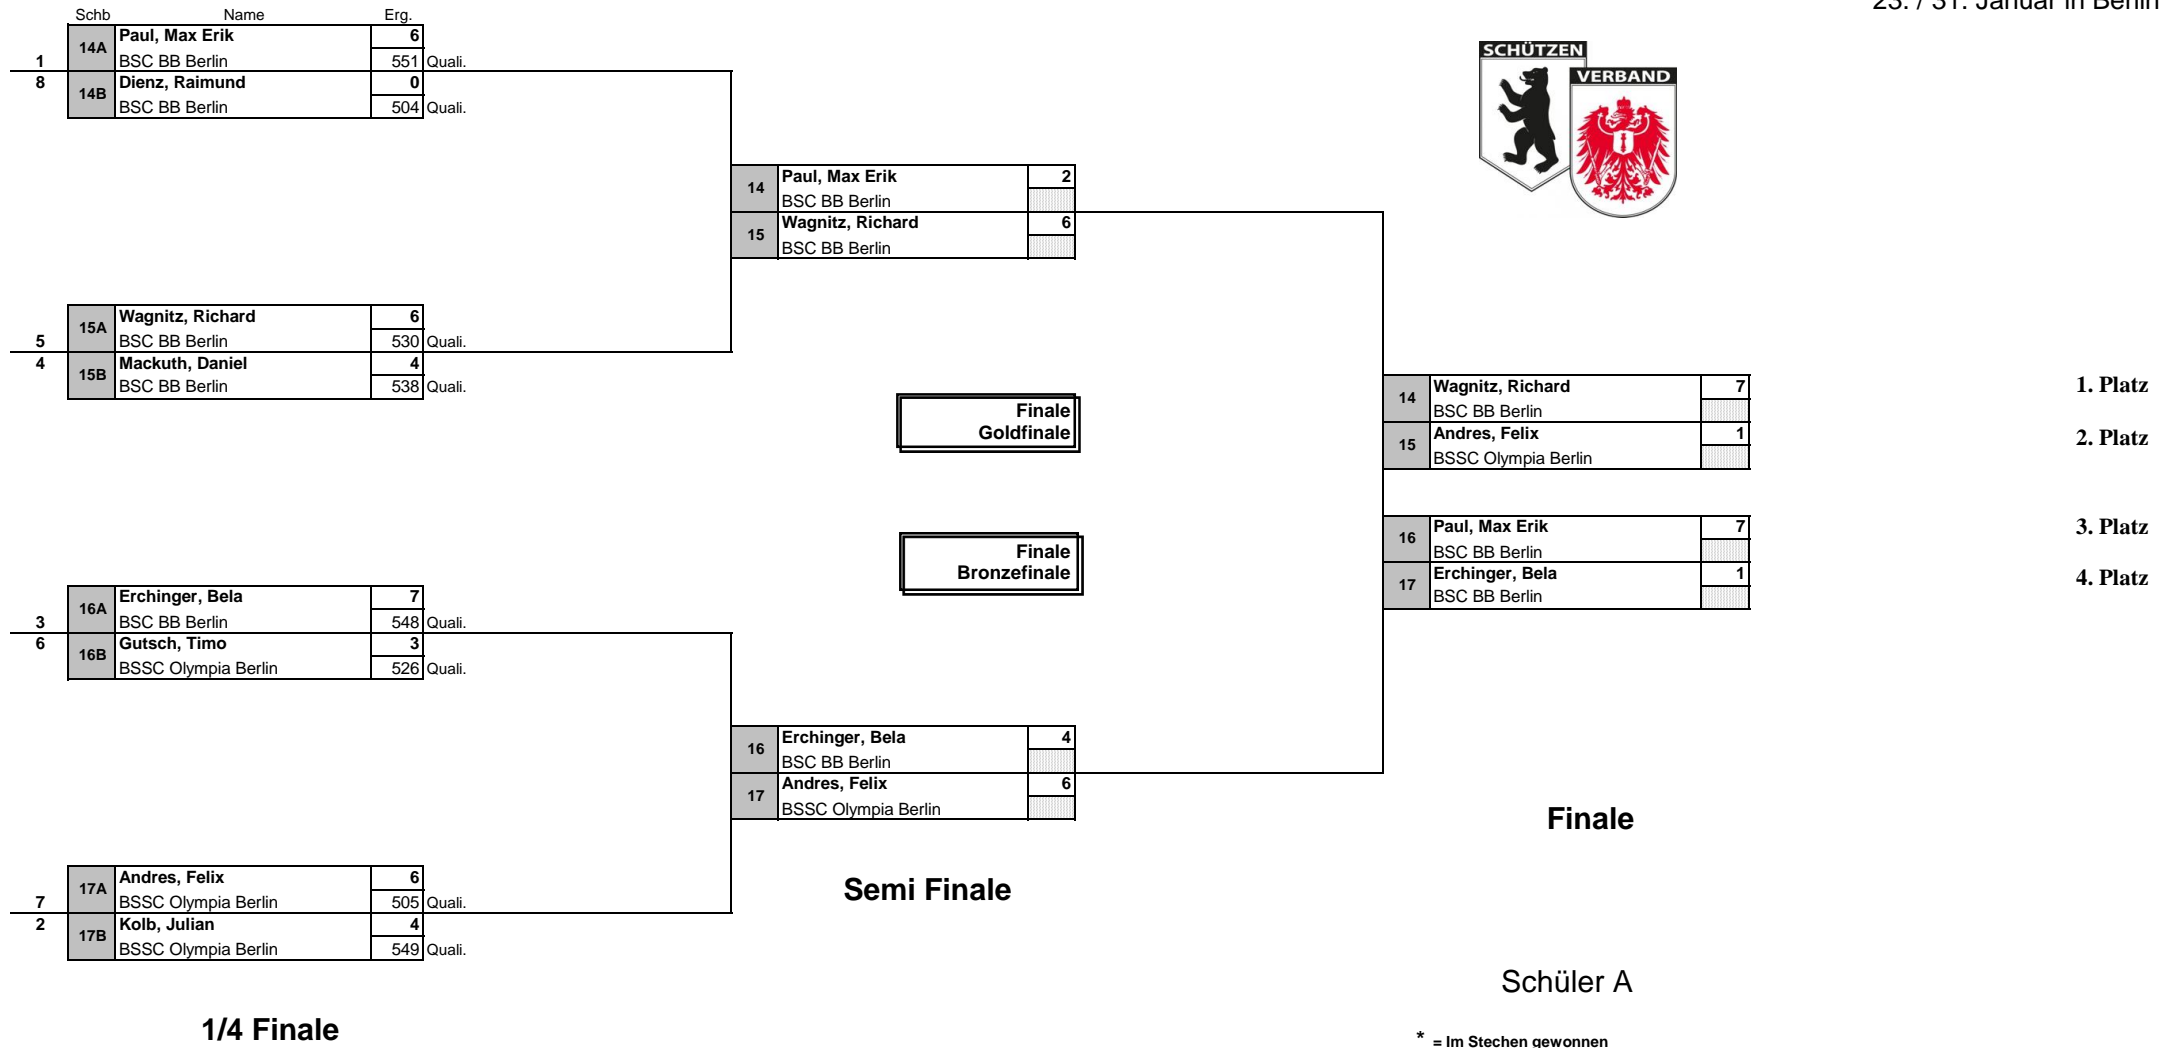 23. / 31. Januar in Berlin
Schb Name Erg.
14A Paul, Max Erik 6
1 BSC BB Berlin 551 Quali.
8 14B Dienz, Raimund 0
BSC BB Berlin 504 Quali.
SCHÜTZEN
VERBAND
14 Paul, Max Erik 2
BSC BB Berlin
15 Wagnitz, Richard 6
BSC BB Berlin
15A Wagnitz, Richard 6
5 BSC BB Berlin 530 Quali.
4 15B Mackuth, Daniel 4
BSC BB Berlin 538 Quali.
Finale
Goldfinale
14 Wagnitz, Richard 7 1. Platz
BSC BB Berlin
15 Andres, Felix 1 2. Platz
BSSC Olympia Berlin
Finale
Bronzefinale
16 Paul, Max Erik 7 3. Platz
BSC BB Berlin
17 Erchinger, Bela 1 4. Platz
BSC BB Berlin
16A Erchinger, Bela 7
3 BSC BB Berlin 548 Quali.
6 16B Gutsch, Timo 3
BSSC Olympia Berlin 526 Quali.
16 Erchinger, Bela 4
BSC BB Berlin
17 Andres, Felix 6
BSSC Olympia Berlin
Finale
17A Andres, Felix 6
7 BSSC Olympia Berlin 505 Quali.
2 17B Kolb, Julian 4
BSSC Olympia Berlin 549 Quali.
Semi Finale
Schüler A
1/4 Finale
* = Im Stechen gewonnen